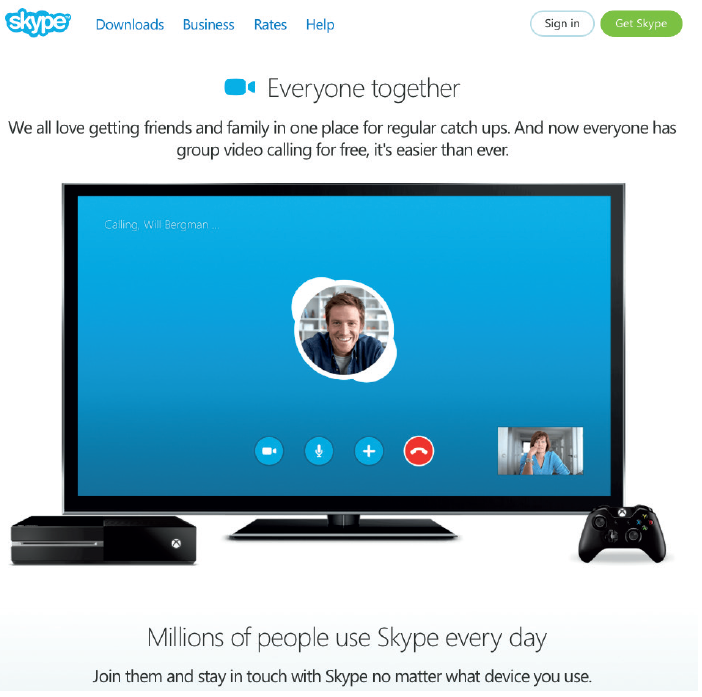 skype
Downloads Business Rates Help Sign in Get Skype
Everyone together
We all love getting friends and family in one place for regular catch ups. And now everyone has
group video calling for free, it's easier than ever.
Calling, Will Bergman ...
Millions of people use Skype every day
Join them and stay in touch with Skype no matter what device you use.